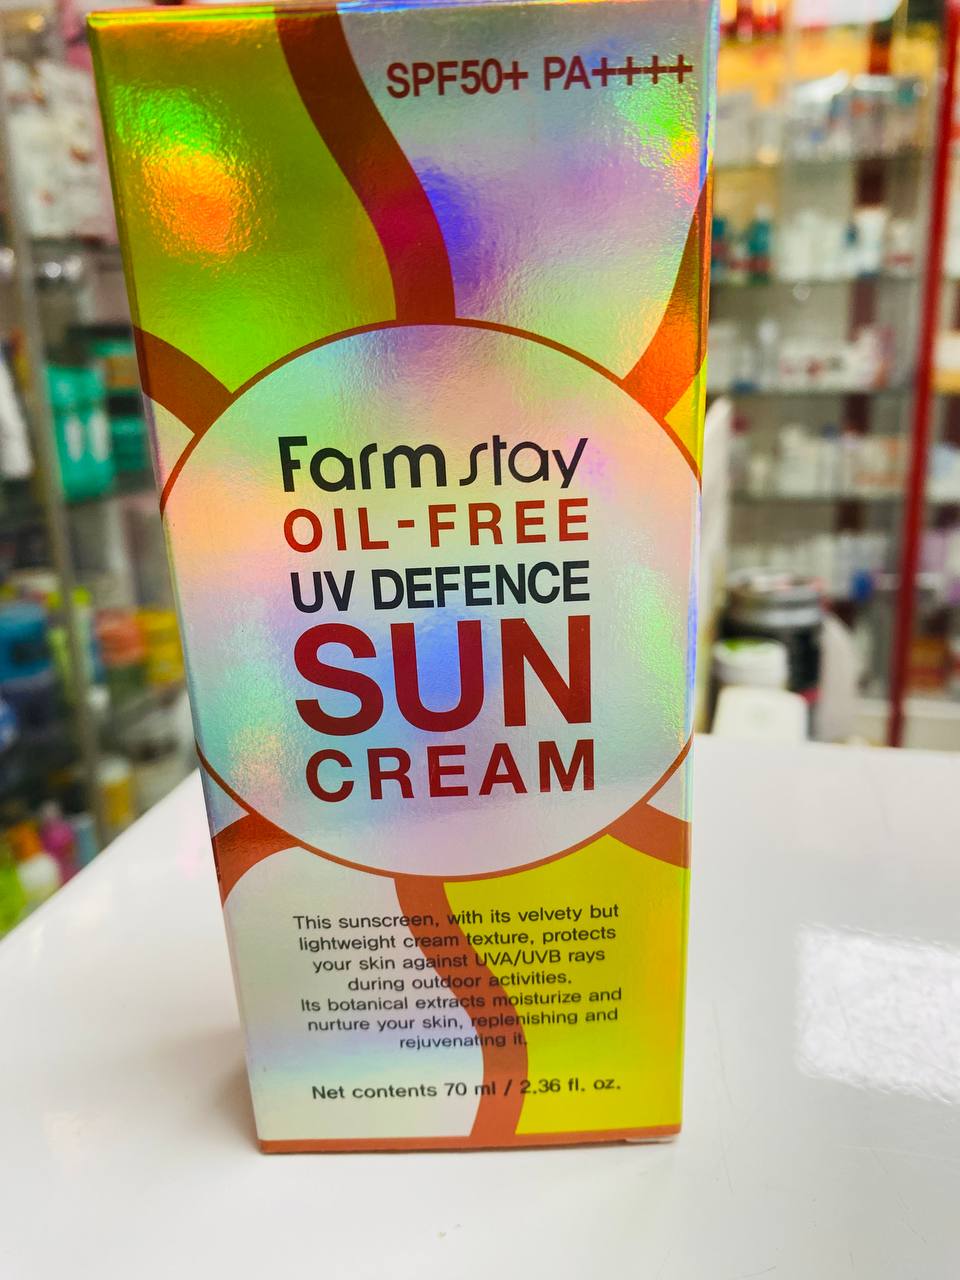 SPF50+ PA++++
Farm stay
OIL-FREE
UV DEFENCE
SUN
CREAM
This sunscreen, with its velvety but
lightweight cream texture, protects
your skin against UVA/UVB rays
during outdoor activities.
Its botanical extracts moisturize and
nurture your skin, replenishing and
rejuvenating it.
Net contents 70 ml / 2.36 fl. oz.